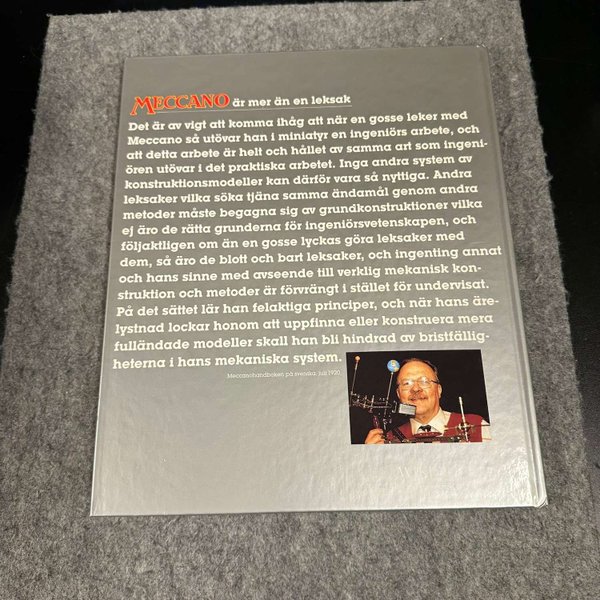 MECCANO är mer än en leksak
Det är av vigt att komma ihåg att när en gosse leker med
Meccano så utövar han i miniatyr en ingeniörs arbete, och
att detta arbete är helt och hållet av samma art som ingeni-
ören utövar i det praktiska arbetet. Inga andra system av
konstruktionsmodeller kan därför vara så nyttiga. Andra
leksaker vilka söka tjäna samma ändamål genom andra
metoder måste begagna sig av grundkonstruktioner vilka
ej äro de rätta grunderna för ingeniörsvetenskapen, och
följaktligen om än en gosse lyckas göra leksaker med
dem, så äro de blott och bart leksaker, och ingenting annat
och hans sinne med avseende till verklig mekanisk kon-
struktion och metoder är förvrängt i stället för undervisat.
På det sättet lär han felaktiga principer, och när hans äre-
lystnad lockar honom att uppfinna eller konstruera mera
fulländade modeller skall han bli hindrad av bristfällig-
heterna i hans mekaniska system.
Meccanohandboken på svenska, juli 1920.